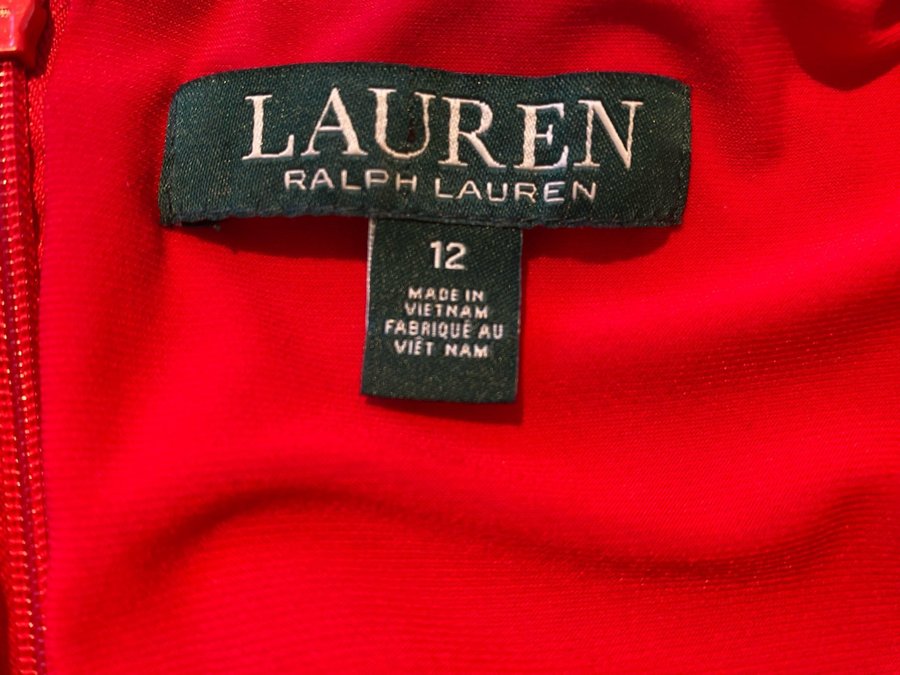 LAUREN
RALPH LAUREN
12
MADE IN
VIETNAM
FABRIQUÉ AU
VIÊT NAM